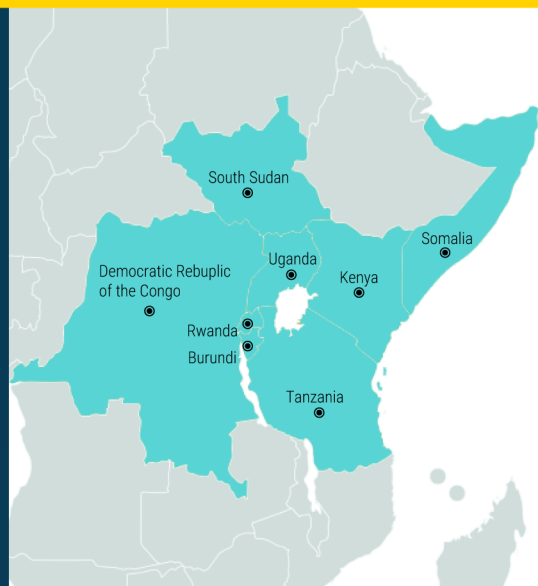 South Sudan
Somalia
Uganda
Democratic Rebuplic
of the Congo
Kenya
Rwanda
Burundi
Tanzania